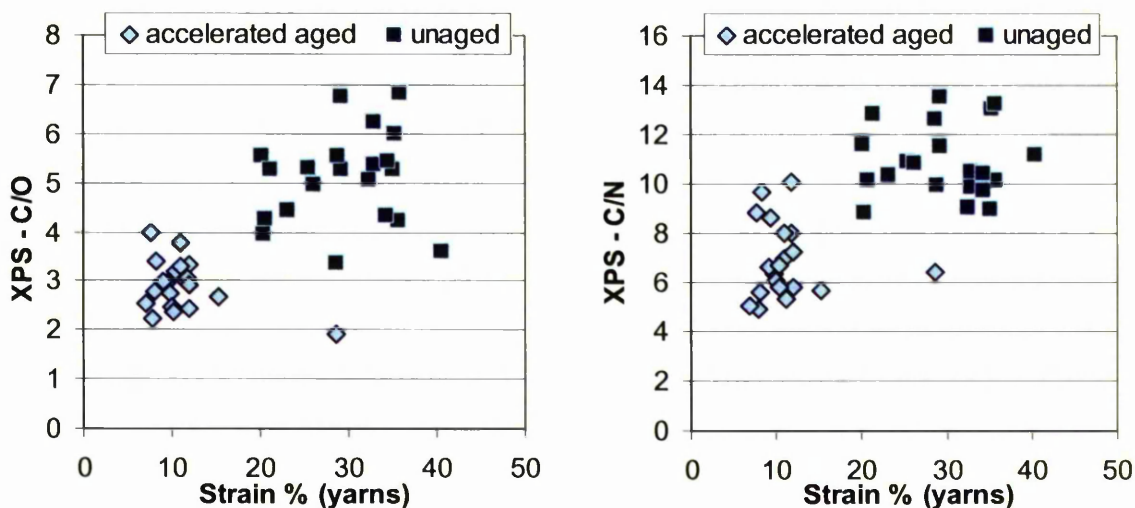 accelerated aged unaged
XPS - C/O
8
7
6
5
4
3
2
1
0
0 10 20 30 40 50
Strain % (yarns)
accelerated aged unaged
XPS - C/N
16
14
12
10
8
6
4
2
0
0 10 20 30 40 50
Strain % (yarns)